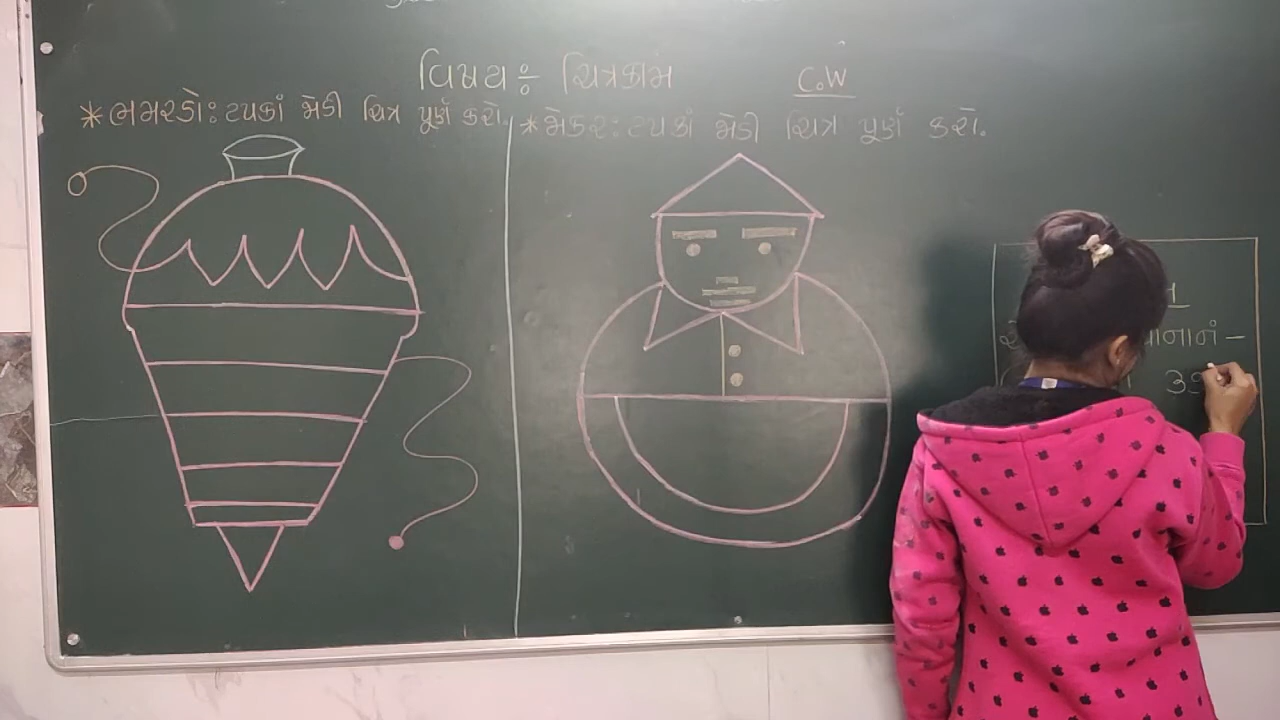 વિષય ÷ ચિત્રકામ
C.W
* ભમરડો : ટપકાં જોડી ચિત્ર પૂર્ણ કરો.
* જોકર : ટપકાં જોડી ચિત્ર પૂર્ણ કરો.